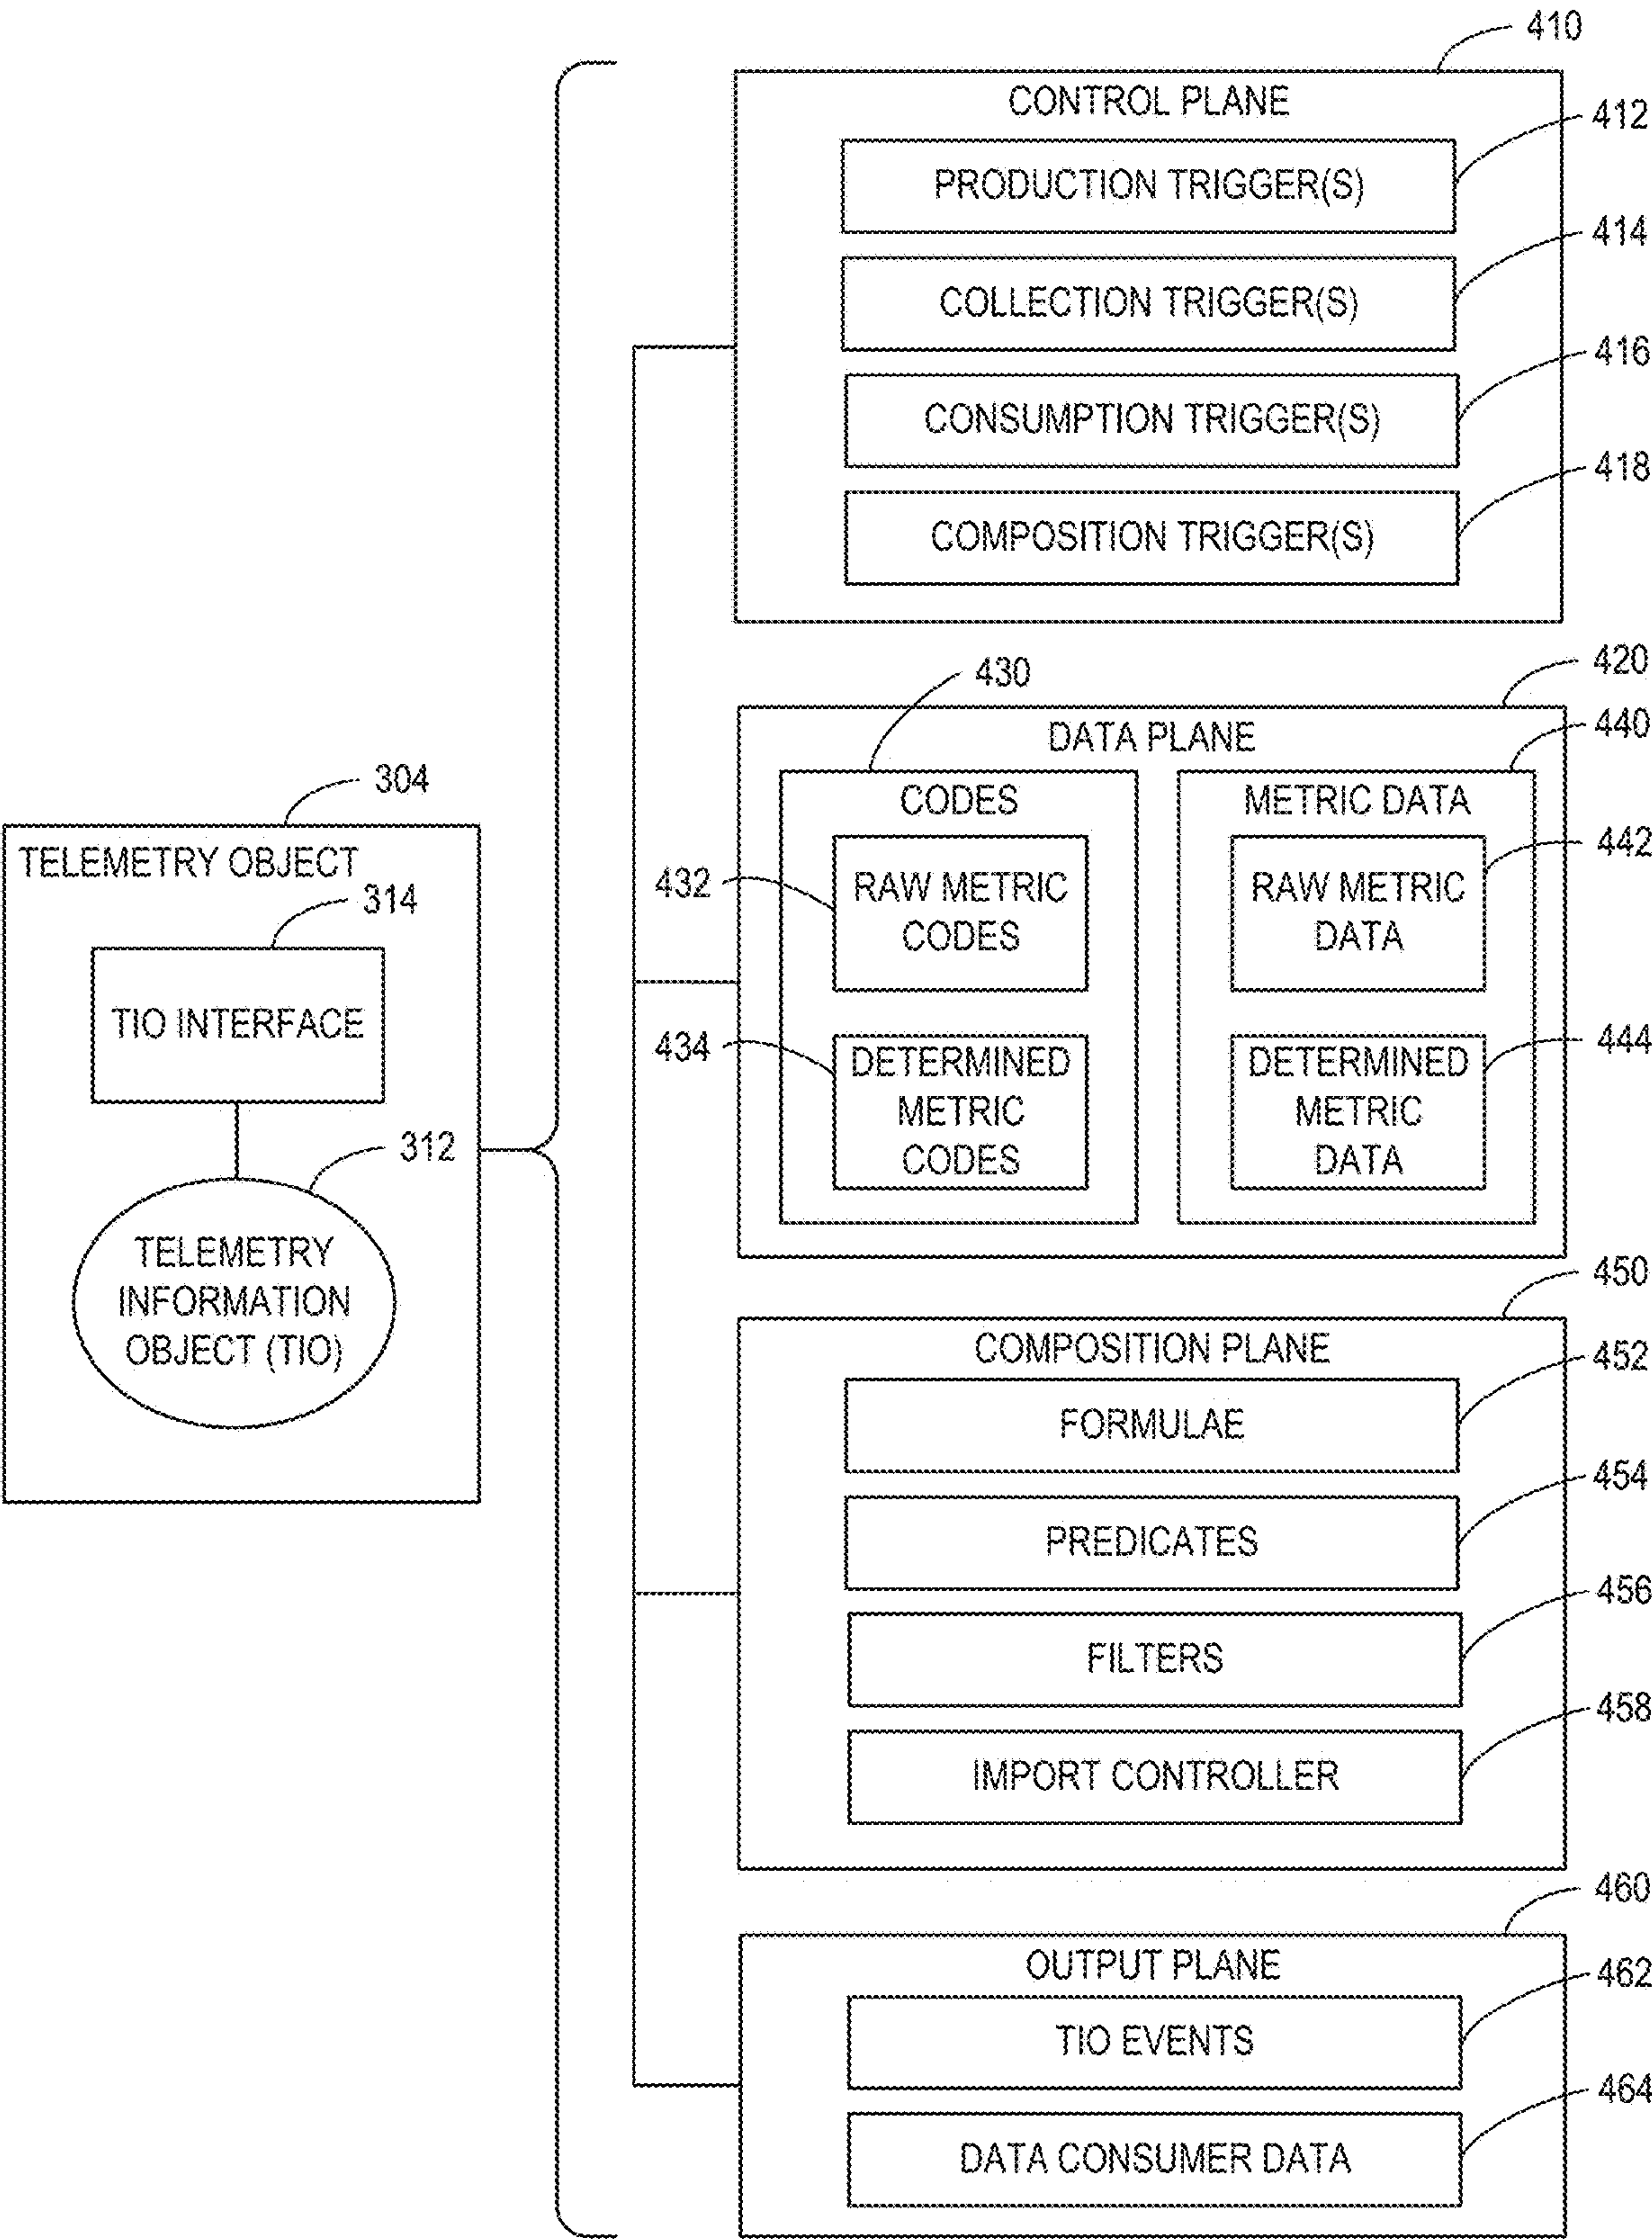 410
CONTROL PLANE
412
PRODUCTION TRIGGER(S)
414
COLLECTION TRIGGER(S)
416
CONSUMPTION TRIGGER(S)
418
COMPOSITION TRIGGER(S)
304
TELEMETRY OBJECT
314
TIO INTERFACE
312
TELEMETRY
INFORMATION
OBJECT (TIO)
420
430
DATA PLANE
440
CODES
432
RAW METRIC
CODES
434
DETERMINED
METRIC
CODES
METRIC DATA
442
RAW METRIC
DATA
444
DETERMINED
METRIC
DATA
450
COMPOSITION PLANE
452
FORMULAE
454
PREDICATES
456
FILTERS
458
IMPORT CONTROLLER
460
OUTPUT PLANE
462
TIO EVENTS
464
DATA CONSUMER DATA